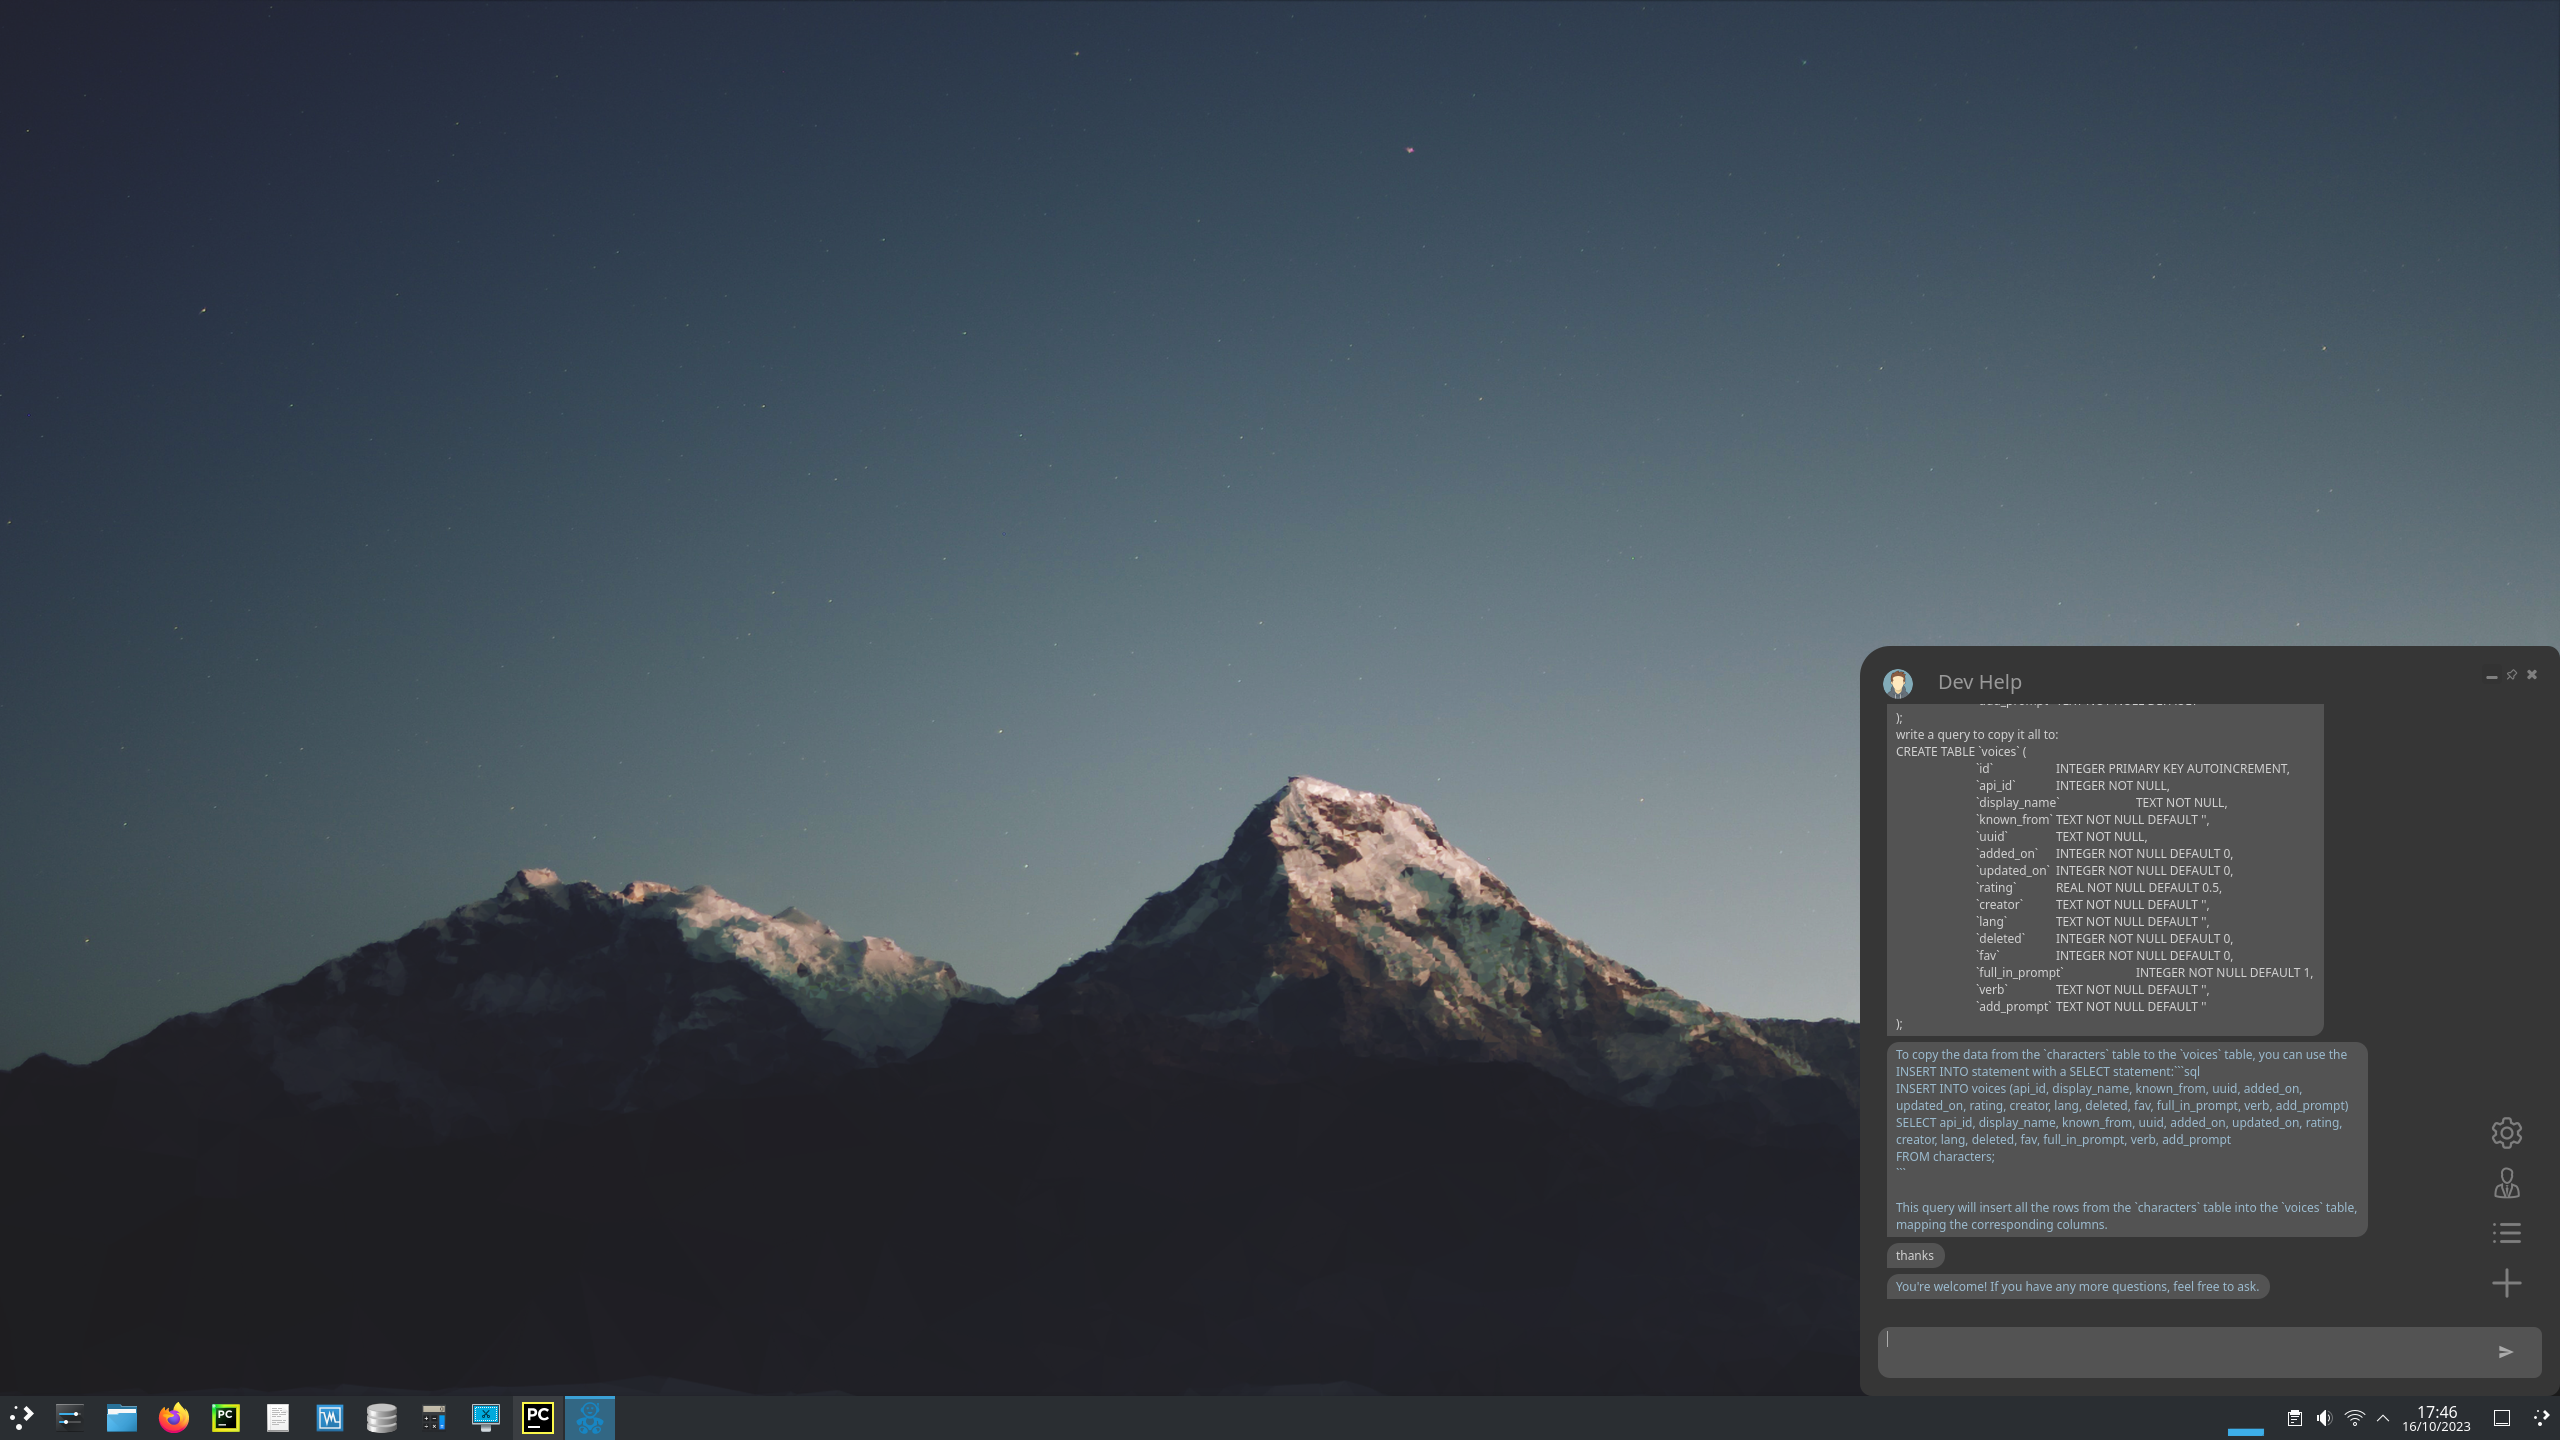 Dev Help
);
write a query to copy it all to:
CREATE TABLE `voices` (
`id` INTEGER PRIMARY KEY AUTOINCREMENT,
`api_id` INTEGER NOT NULL,
`display_name` TEXT NOT NULL,
`known_from` TEXT NOT NULL DEFAULT '',
`uuid` TEXT NOT NULL,
`added_on` INTEGER NOT NULL DEFAULT 0,
`updated_on` INTEGER NOT NULL DEFAULT 0,
`rating` REAL NOT NULL DEFAULT 0.5,
`creator` TEXT NOT NULL DEFAULT '',
`lang` TEXT NOT NULL DEFAULT '',
`deleted` INTEGER NOT NULL DEFAULT 0,
`fav` INTEGER NOT NULL DEFAULT 0,
`full_in_prompt` INTEGER NOT NULL DEFAULT 1,
`verb` TEXT NOT NULL DEFAULT '',
`add_prompt` TEXT NOT NULL DEFAULT ''
);
To copy the data from the `characters` table to the `voices` table, you can use the
INSERT INTO statement with a SELECT statement:```sql
INSERT INTO voices (api_id, display_name, known_from, uuid, added_on,
updated_on, rating, creator, lang, deleted, fav, full_in_prompt, verb, add_prompt)
SELECT api_id, display_name, known_from, uuid, added_on, updated_on, rating,
creator, lang, deleted, fav, full_in_prompt, verb, add_prompt
FROM characters;
```
This query will insert all the rows from the `characters` table into the `voices` table,
mapping the corresponding columns.
thanks
You're welcome! If you have any more questions, feel free to ask.
PC
PC
17:46
16/10/2023